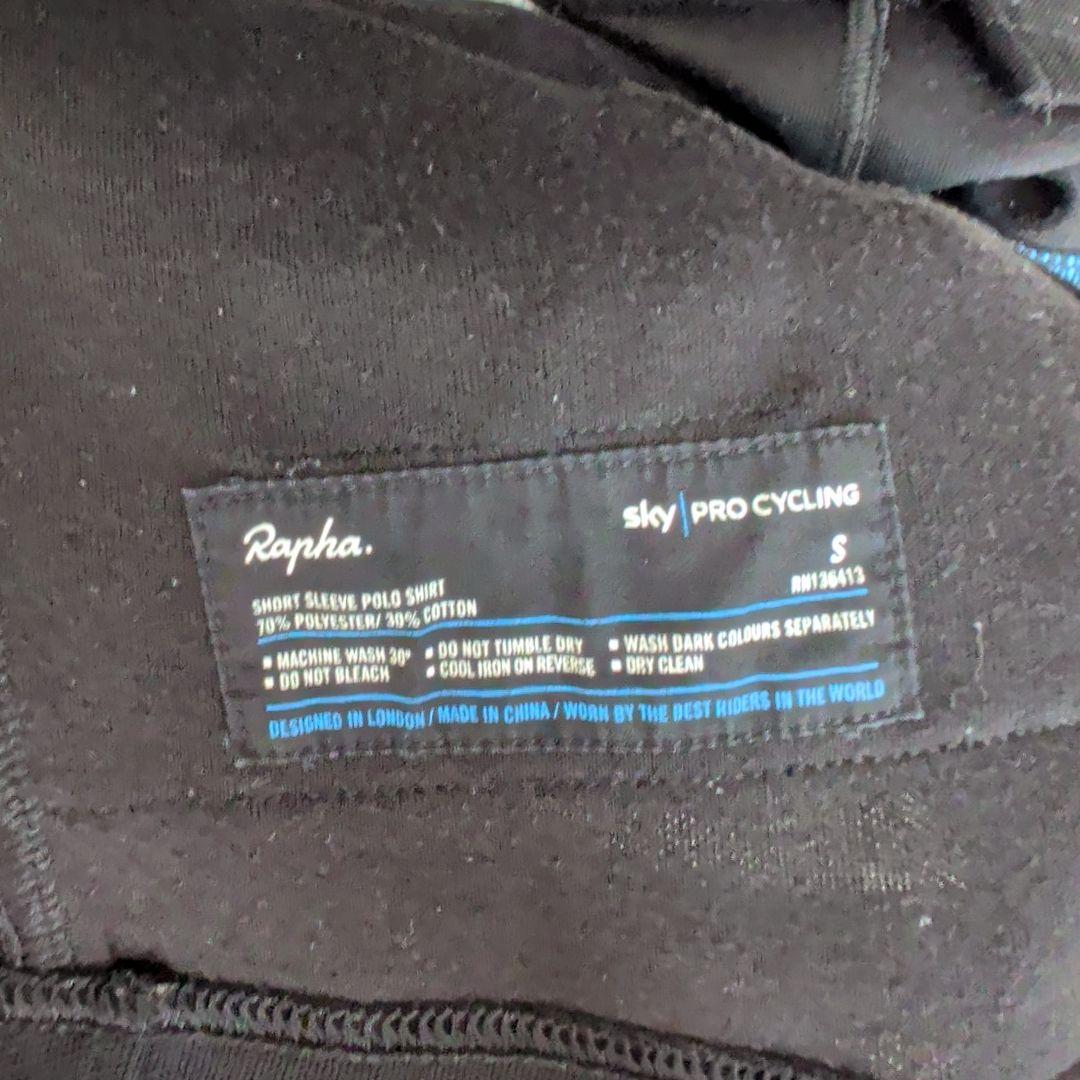 Rapha.
sky | PRO CYCLING
S
RN136413
SHORT SLEEVE POLO SHIRT
70% POLYESTER/ 30% COTTON
▪ MACHINE WASH 30° ▪ DO NOT TUMBLE DRY ▪ WASH DARK COLOURS SEPARATELY
▪ DO NOT BLEACH ▪ COOL IRON ON REVERSE ▪ DRY CLEAN
DESIGNED IN LONDON / MADE IN CHINA / WORN BY THE BEST RIDERS IN THE WORLD